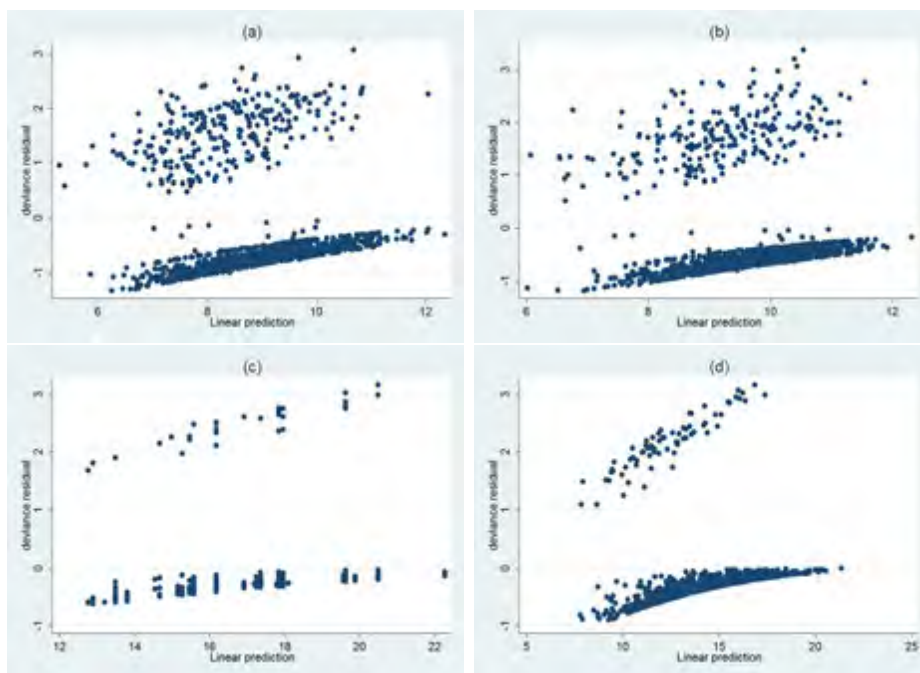 (a)
deviance residual
3
2
1
0
-1
6 8 10 12
Linear prediction
(b)
deviance residual
3
2
1
0
-1
6 8 10 12
Linear prediction
(c)
deviance residual
3
2
1
0
-1
12 14 16 18 20 22
Linear prediction
(d)
deviance residual
3
2
1
0
-1
5 10 15 20 25
Linear prediction